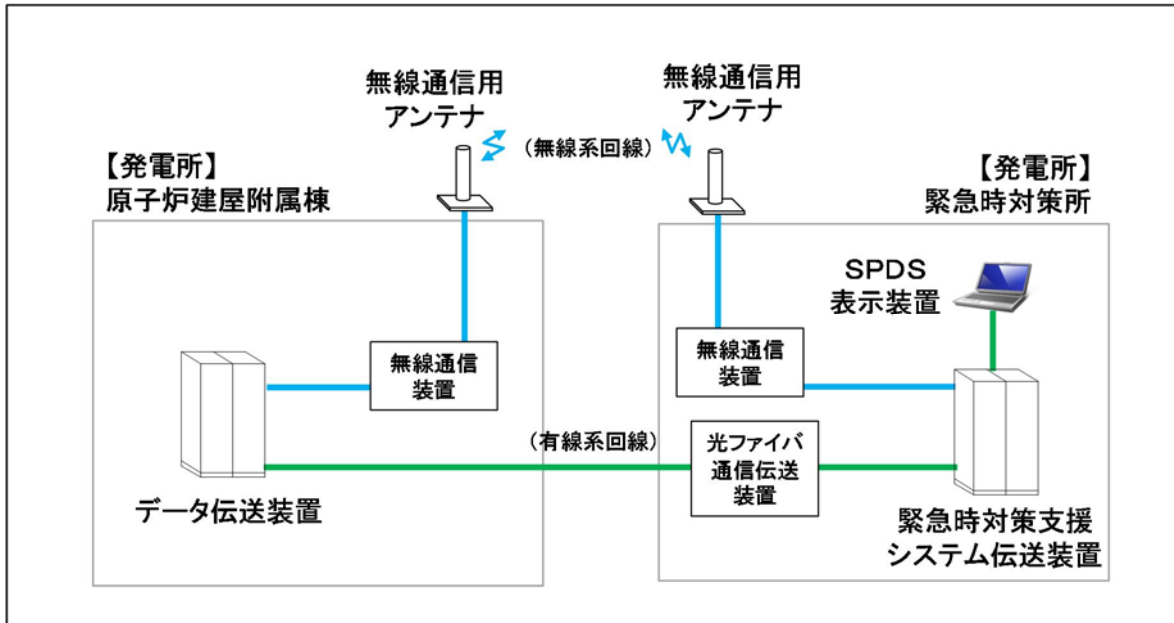 無線通信用
アンテナ
無線通信用
アンテナ
(無線系回線)
【発電所】
原子炉建屋附属棟
【発電所】
緊急時対策所
SPDS
表示装置
無線通信
装置
無線通信
装置
(有線系回線)
光ファイバ
通信伝送
装置
データ伝送装置
緊急時対策支援
システム伝送装置